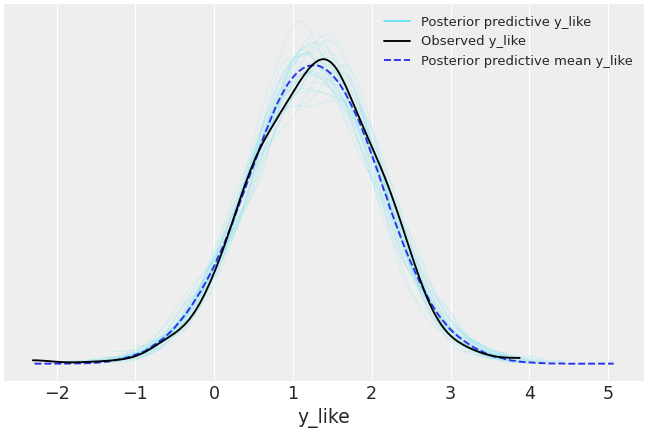 Posterior predictive y_like
Observed y_like
Posterior predictive mean y_like
−2 −1 0 1 2 3 4 5
y_like